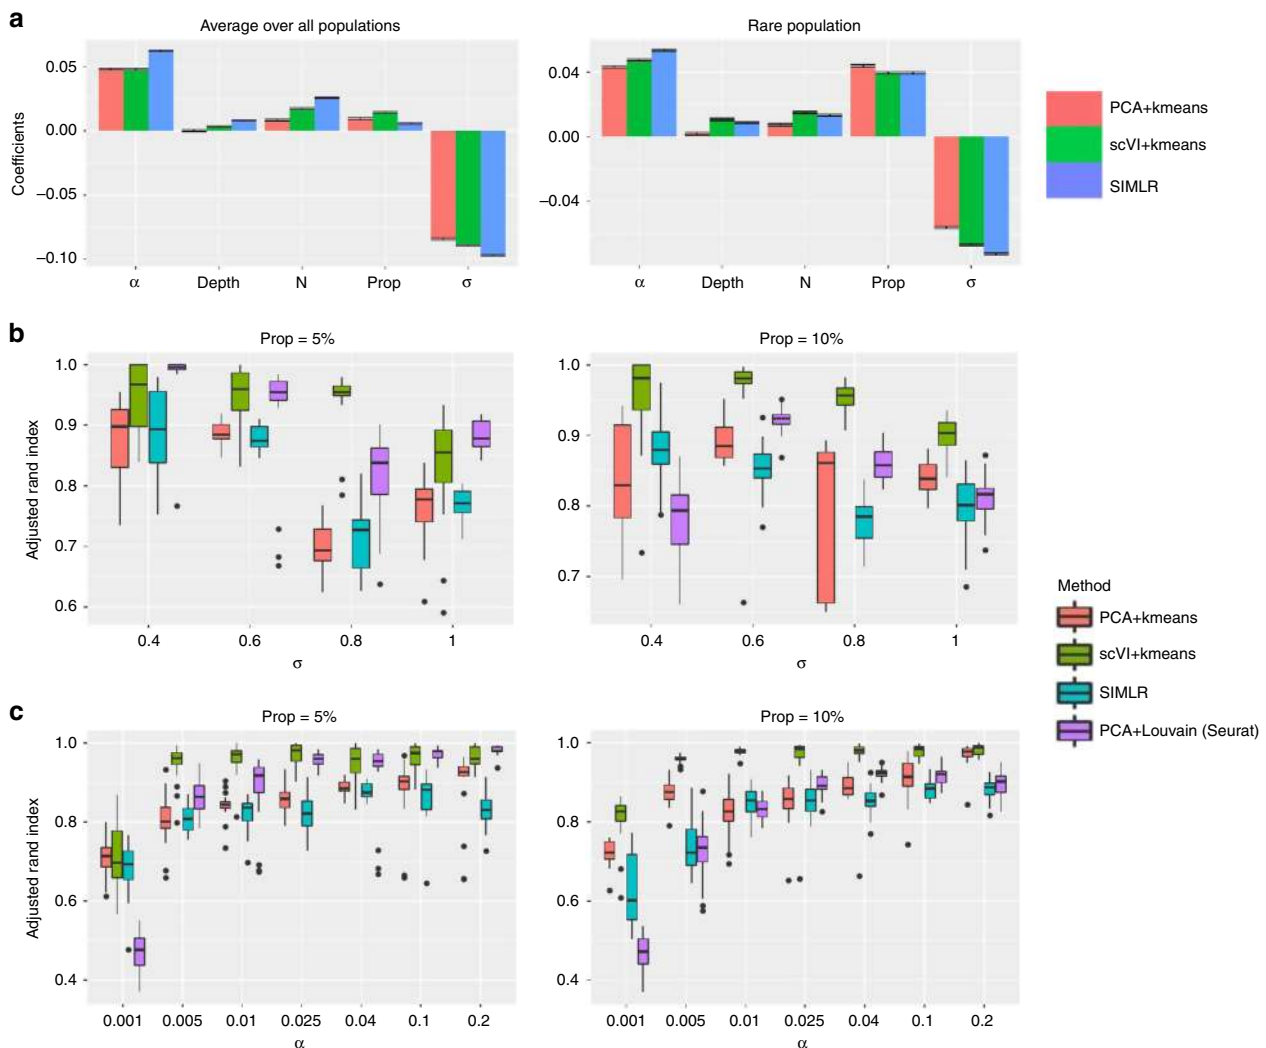 a
Average over all populations
Rare population
Coefficients
0.05
0.00
−0.05
−0.10
α Depth N Prop σ
0.04
0.00
−0.04
α Depth N Prop σ
PCA+kmeans
scVI+kmeans
SIMLR
b
Prop = 5%
Prop = 10%
Adjusted rand index
1.0
0.9
0.8
0.7
0.6
0.4 0.6 0.8 1
σ
1.0
0.9
0.8
0.7
0.4 0.6 0.8 1
σ
Method
PCA+kmeans
scVI+kmeans
SIMLR
PCA+Louvain (Seurat)
c
Prop = 5%
Prop = 10%
Adjusted rand index
1.0
0.8
0.6
0.4
0.001 0.005 0.01 0.025 0.04 0.1 0.2
α
1.0
0.8
0.6
0.4
0.001 0.005 0.01 0.025 0.04 0.1 0.2
α